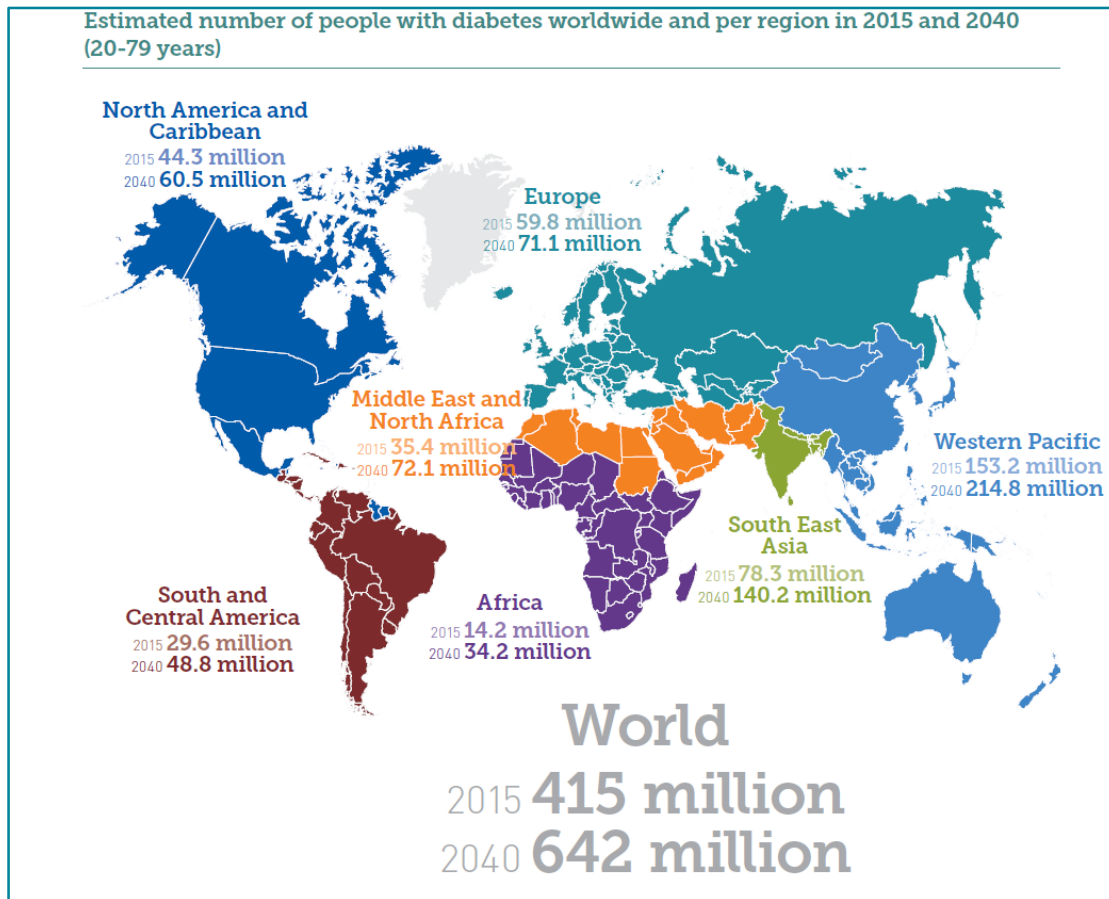 Estimated number of people with diabetes worldwide and per region in 2015 and 2040
(20-79 years)
North America and
Caribbean
2015 44.3 million
2040 60.5 million
Europe
2015 59.8 million
2040 71.1 million
Middle East and
North Africa
2015 35.4 million
2040 72.1 million
Western Pacific
2015 153.2 million
2040 214.8 million
South East
Asia
2015 78.3 million
2040 140.2 million
South and
Central America
2015 29.6 million
2040 48.8 million
Africa
2015 14.2 million
2040 34.2 million
World
2015 415 million
2040 642 million